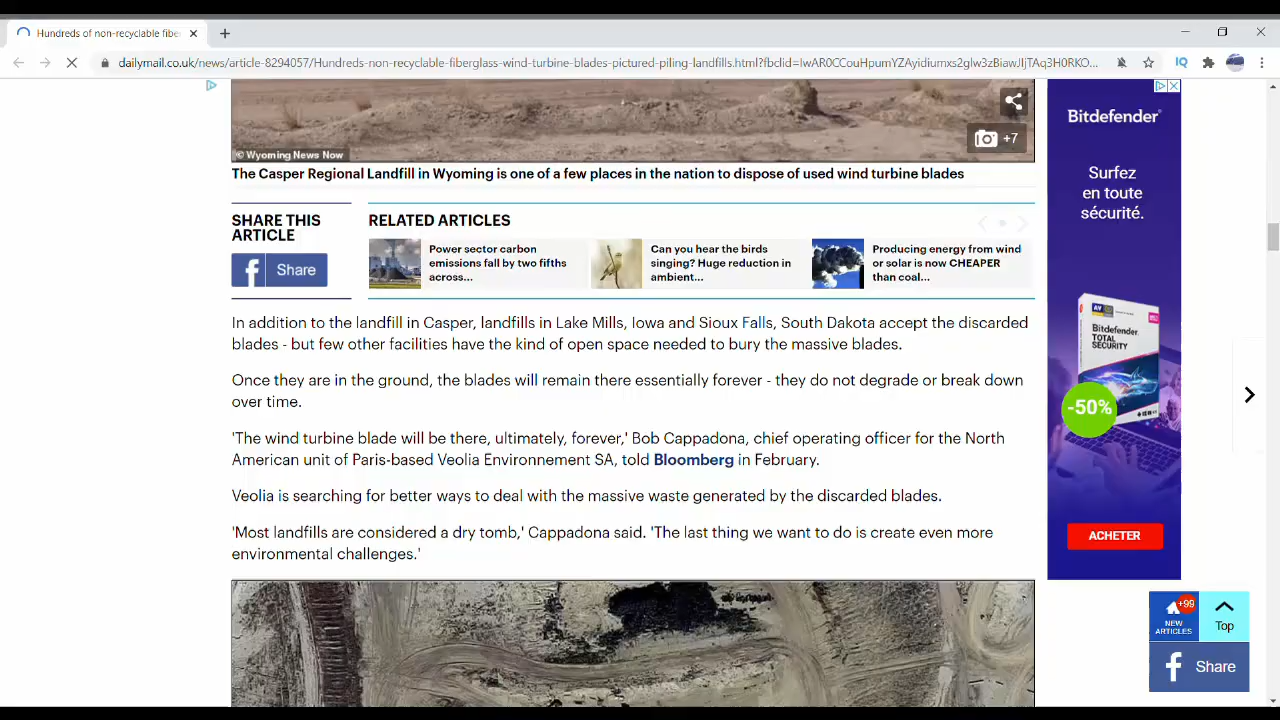 Hundreds of non-recyclable fiber
dailymail.co.uk/news/article-8294057/Hundreds-non-recyclable-fiberglass-wind-turbine-blades-pictured-piling-landfills.html?fbclid=IwAR0CCouHpumYZAyidiumxs2glw3zBiawJIjTAq3H0RKO...
IQ
+7
© Wyoming News Now
The Casper Regional Landfill in Wyoming is one of a few places in the nation to dispose of used wind turbine blades
SHARE THIS
ARTICLE
f Share
RELATED ARTICLES
Power sector carbon
emissions fall by two fifths
across...
Can you hear the birds
singing? Huge reduction in
ambient...
Producing energy from wind
or solar is now CHEAPER
than coal...
In addition to the landfill in Casper, landfills in Lake Mills, Iowa and Sioux Falls, South Dakota accept the discarded
blades - but few other facilities have the kind of open space needed to bury the massive blades.
Once they are in the ground, the blades will remain there essentially forever - they do not degrade or break down
over time.
'The wind turbine blade will be there, ultimately, forever,' Bob Cappadona, chief operating officer for the North
American unit of Paris-based Veolia Environnement SA, told Bloomberg in February.
Veolia is searching for better ways to deal with the massive waste generated by the discarded blades.
'Most landfills are considered a dry tomb,' Cappadona said. 'The last thing we want to do is create even more
environmental challenges.'
Bitdefender
Surfez
en toute
sécurité.
Bitdefender
TOTAL
SECURITY
-50%
ACHETER
+99
NEW
ARTICLES
Top
f Share